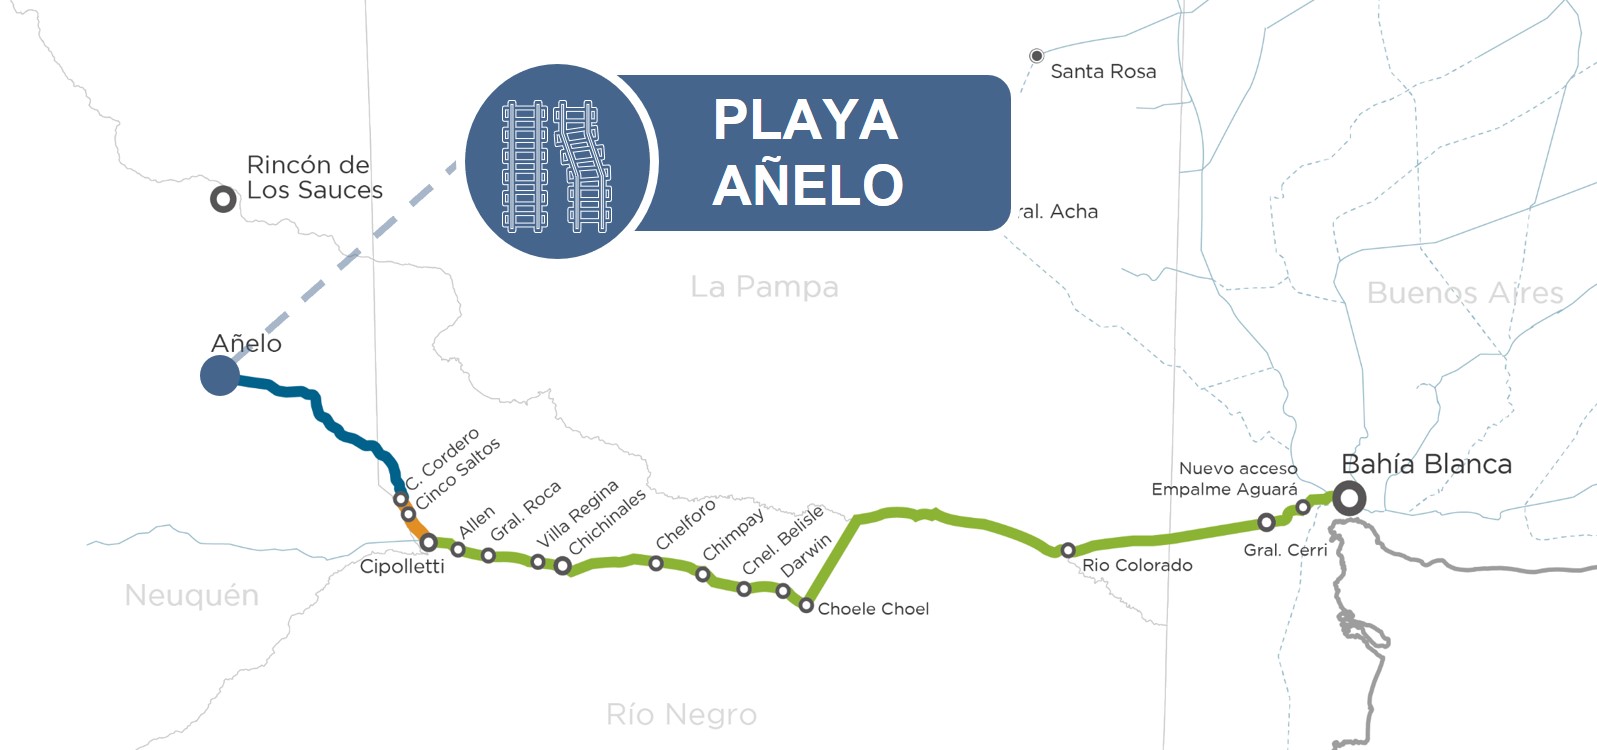 Santa Rosa
PLAYA
AÑELO
Rincón de
Los Sauces
ral. Acha
La Pampa
Buenos Aires
Añelo
C. Cordero
Cinco Saltos
Allen
Gral. Roca
Villa Regina
Chichinales
Chelforo
Chimpay
Cnel. Belisle
Darwin
Choele Choel
Cipolletti
Nuevo acceso
Empalme Aguará
Bahía Blanca
Gral. Cerri
Rio Colorado
Neuquén
Río Negro